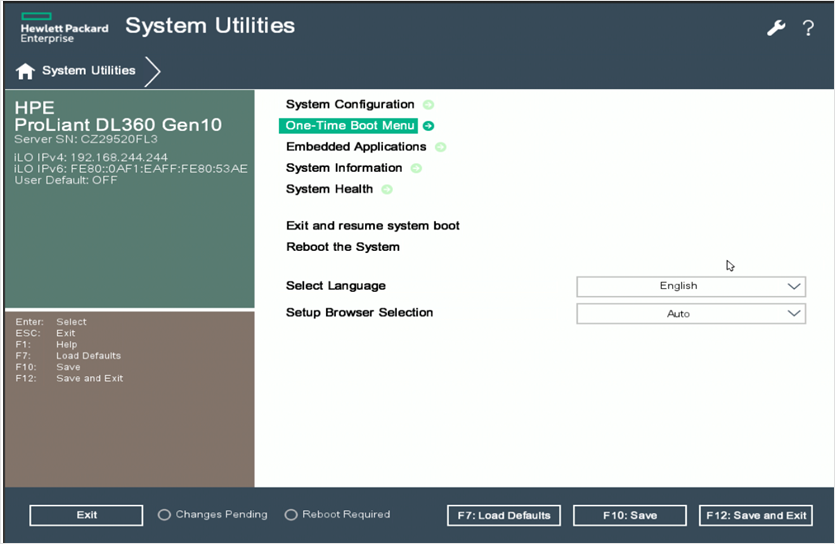 Hewlett Packard
Enterprise
System Utilities
?
System Utilities
HPE
ProLiant DL360 Gen10
Server SN: CZ29520FL3
iLO IPv4: 192.168.244.244
iLO IPv6: FE80::0AF1:EAFF:FE80:53AE
User Default: OFF
Enter: Select
ESC: Exit
F1: Help
F7: Load Defaults
F10: Save
F12: Save and Exit
System Configuration
One-Time Boot Menu
Embedded Applications
System Information
System Health
Exit and resume system boot
Reboot the System
Select Language English
Setup Browser Selection Auto
Exit Changes Pending Reboot Required F7: Load Defaults F10: Save F12: Save and Exit